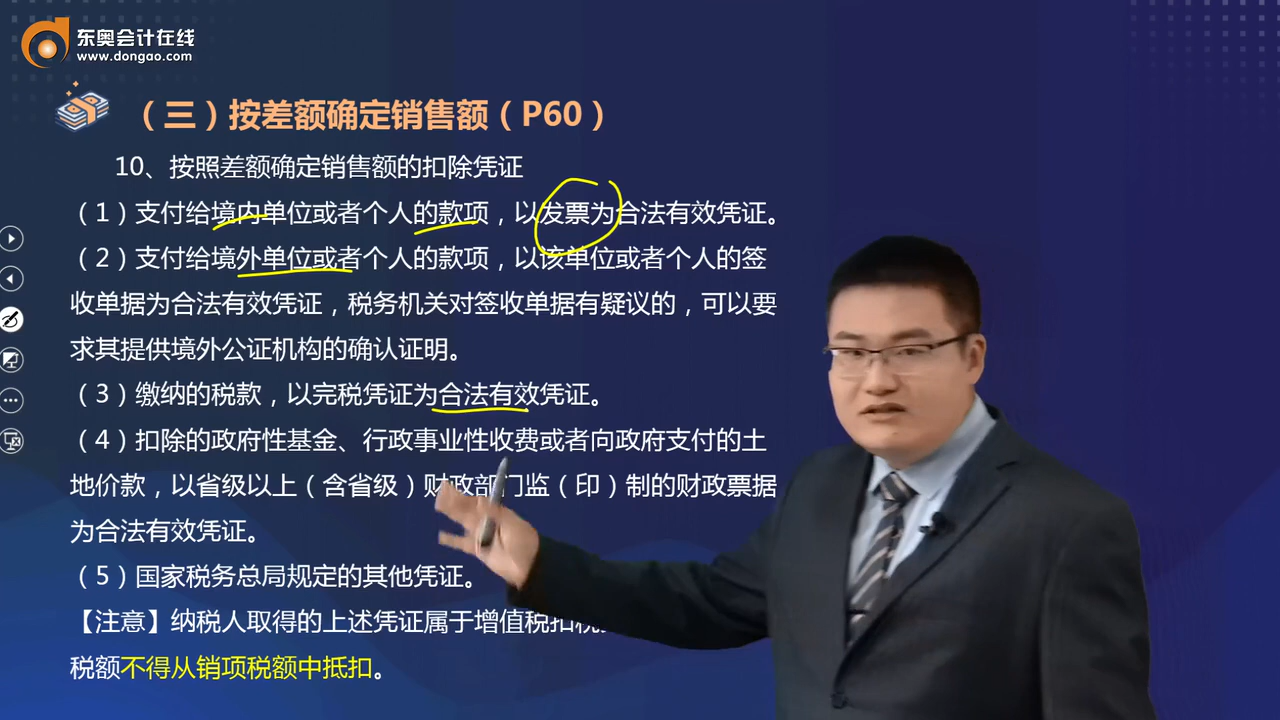 东奥会计在线
www.dongao.com
（三）按差额确定销售额（P60）
10、按照差额确定销售额的扣除凭证
（1）支付给境内单位或者个人的款项，以发票为合法有效凭证。
（2）支付给境外单位或者个人的款项，以该单位或者个人的签
收单据为合法有效凭证，税务机关对签收单据有疑议的，可以要
求其提供境外公证机构的确认证明。
（3）缴纳的税款，以完税凭证为合法有效凭证。
（4）扣除的政府性基金、行政事业性收费或者向政府支付的土
地价款，以省级以上（含省级）财政部门监（印）制的财政票据
为合法有效凭证。
（5）国家税务总局规定的其他凭证。
【注意】纳税人取得的上述凭证属于增值税扣税
税额不得从销项税额中抵扣。